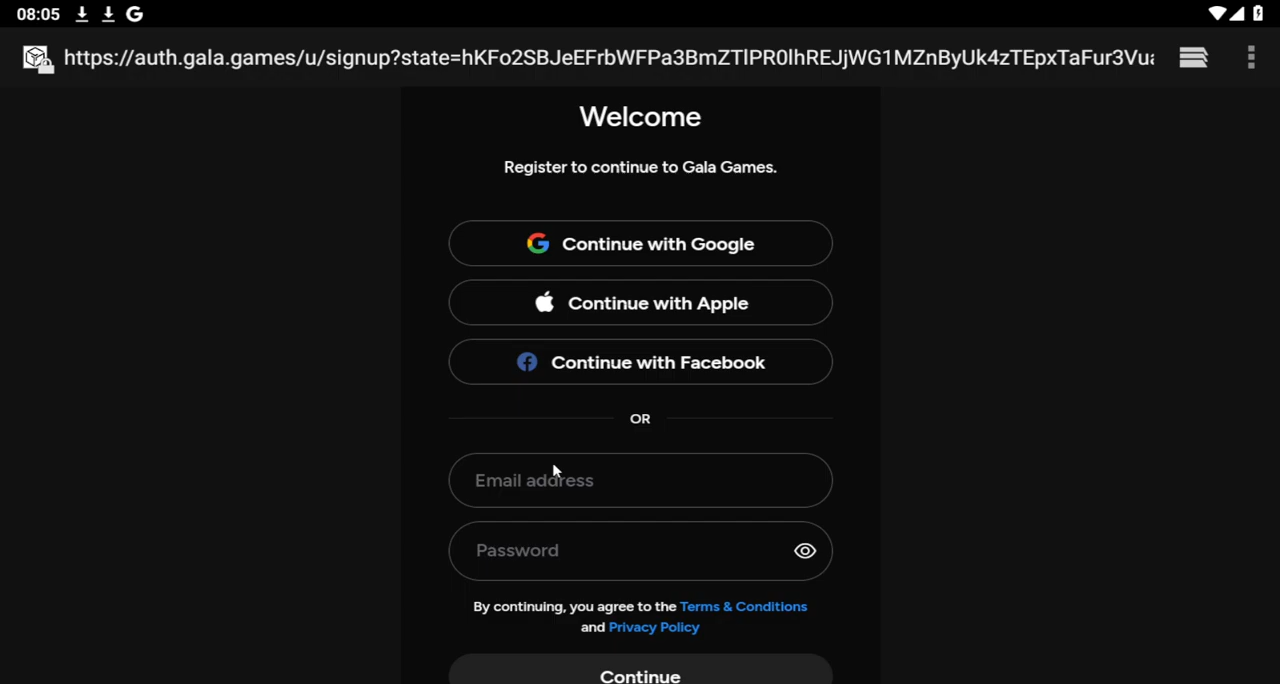 08:05
https://auth.gala.games/u/signup?state=hKFo2SBJeEFrbWFPa3BmZTlPR0lhREJjWG1MZnByUk4zTEpxTaFur3Vua
Welcome
Register to continue to Gala Games.
Continue with Google
Continue with Apple
Continue with Facebook
OR
Email address
Password
By continuing, you agree to the Terms & Conditions
and Privacy Policy
Continue